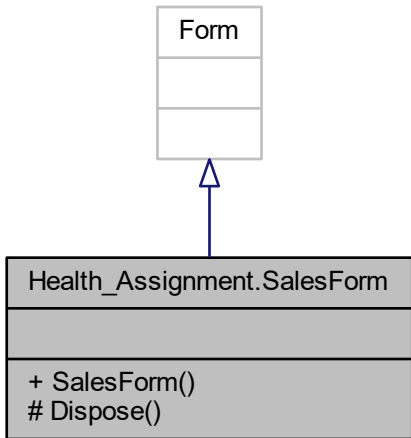 Form
Health_Assignment.SalesForm
+ SalesForm()
# Dispose()